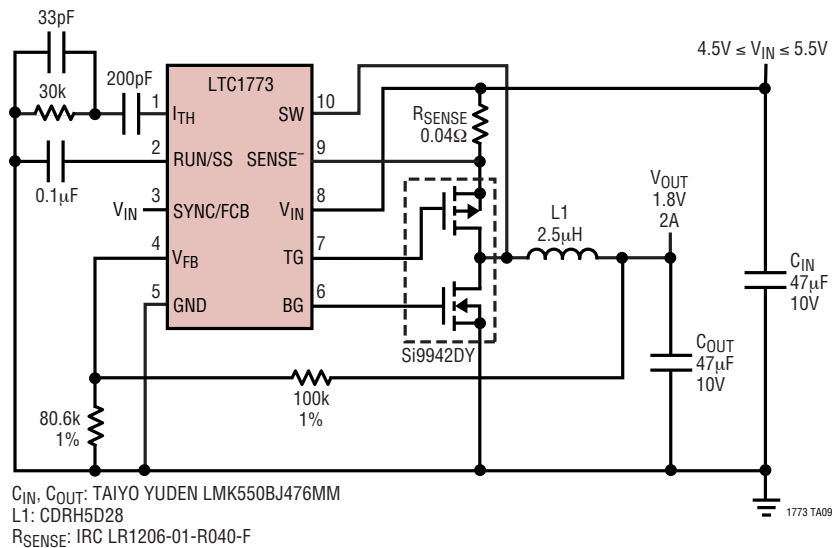 33pF
30k
200pF
0.1µF
LTC1773
1
ITH
2
RUN/SS
VIN
3
SYNC/FCB
4
VFB
5
GND
10
SW
9
SENSE–
8
VIN
7
TG
6
BG
RSENSE
0.04Ω
4.5V ≤ VIN ≤ 5.5V
L1
2.5µH
VOUT
1.8V
2A
CIN
47µF
10V
COUT
47µF
10V
Si9942DY
100k
1%
80.6k
1%
CIN, COUT: TAIYO YUDEN LMK550BJ476MM
L1: CDRH5D28
RSENSE: IRC LR1206-01-R040-F
1773 TA09